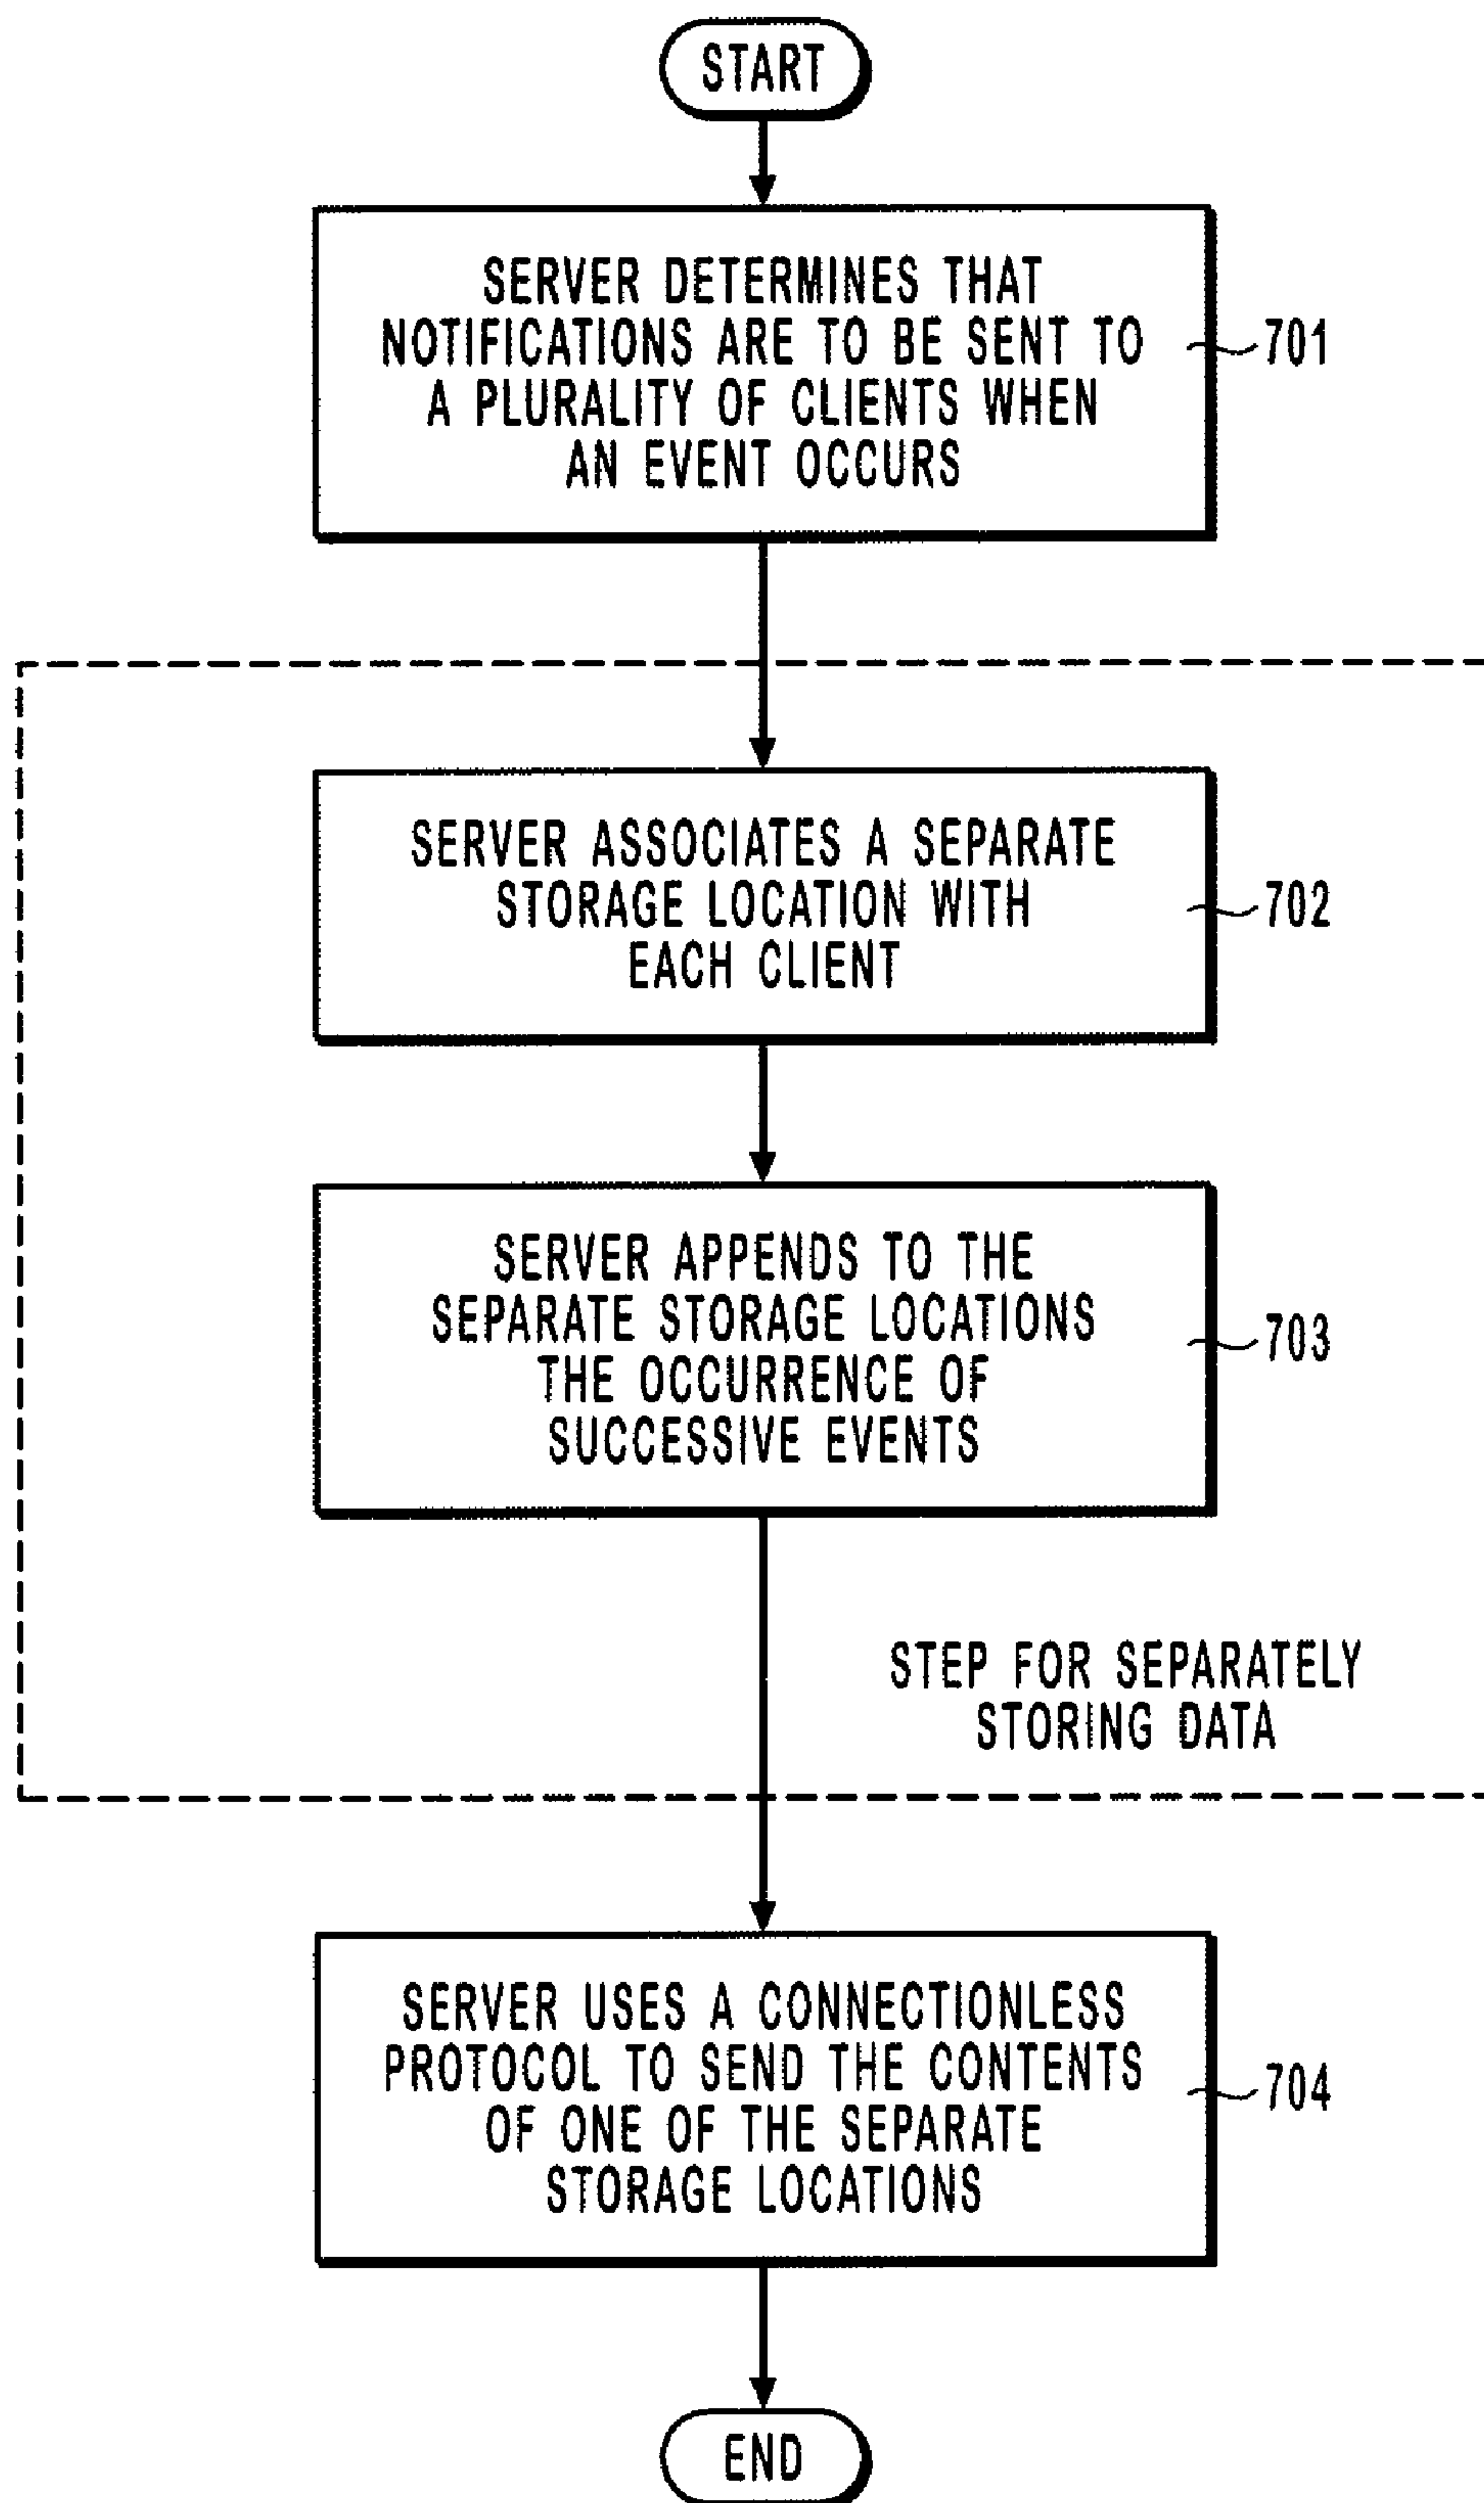 START
SERVER DETERMINES THAT
NOTIFICATIONS ARE TO BE SENT TO
A PLURALITY OF CLIENTS WHEN
AN EVENT OCCURS
701
SERVER ASSOCIATES A SEPARATE
STORAGE LOCATION WITH
EACH CLIENT
702
SERVER APPENDS TO THE
SEPARATE STORAGE LOCATIONS
THE OCCURRENCE OF
SUCCESSIVE EVENTS
703
STEP FOR SEPARATELY
STORING DATA
SERVER USES A CONNECTIONLESS
PROTOCOL TO SEND THE CONTENTS
OF ONE OF THE SEPARATE
STORAGE LOCATIONS
704
END